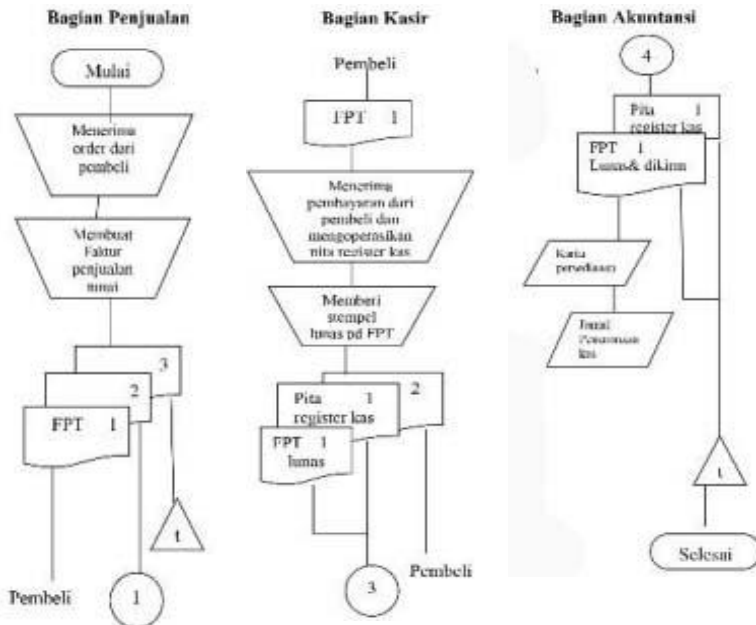 Bagian Penjualan
Mulai
Menerima
order dari
pembeli
Membuat
Faktur
penjualan
tunai
3
2
FPT 1
t
Pembeli
1
Bagian Kasir
Pembeli
FPT 1
Menerima
pembayaran dari
pembeli dan
mengoperasikan
pita register kas
Memberi
stempel
lunas pd FPT
2
Pita 1
register kas
FPT 1
lunas
Pembeli
3
Bagian Akuntansi
4
Pita 1
register kas
FPT 1
Lunas& dikirim
Kartu
persediaan
Jurnal
Penerimaan
kas
t
Selesai